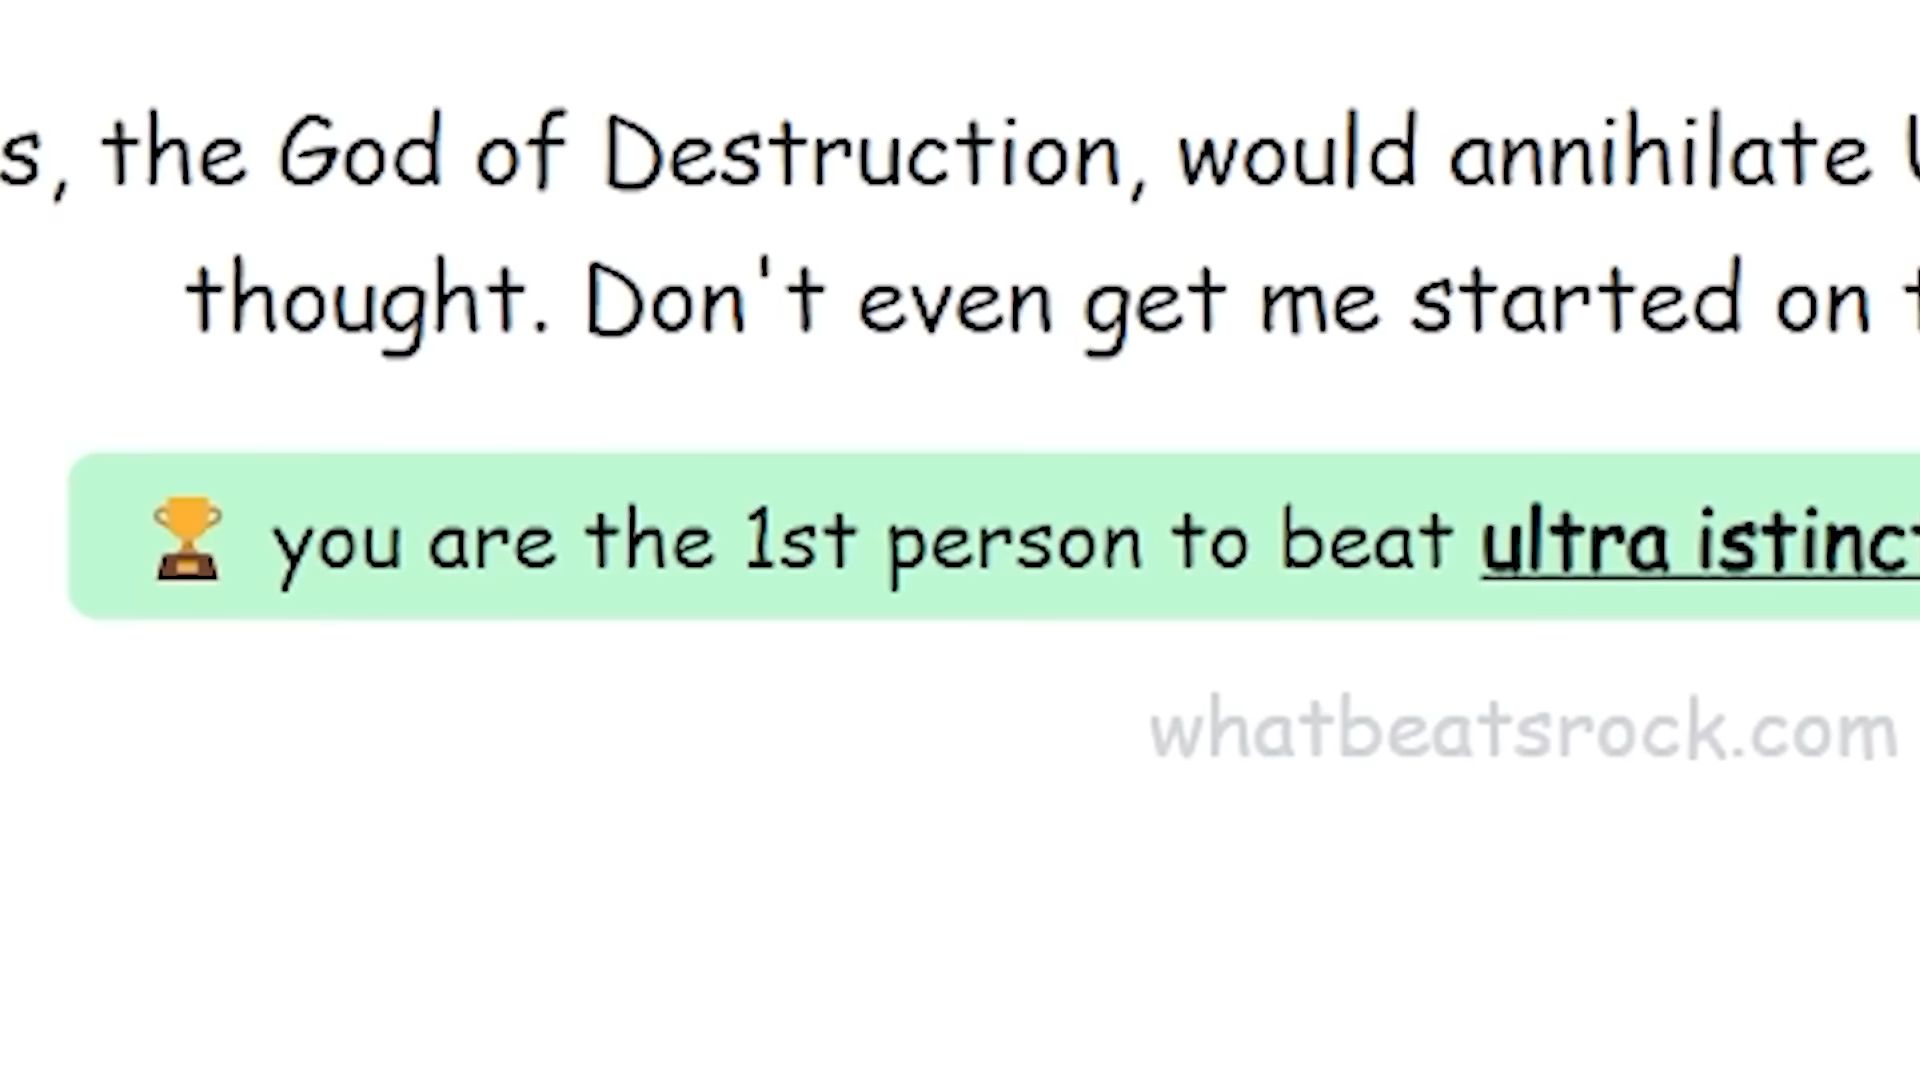 s, the God of Destruction, would annihilate
thought. Don't even get me started on
you are the 1st person to beat ultra istinct
whatbeatsrock.com